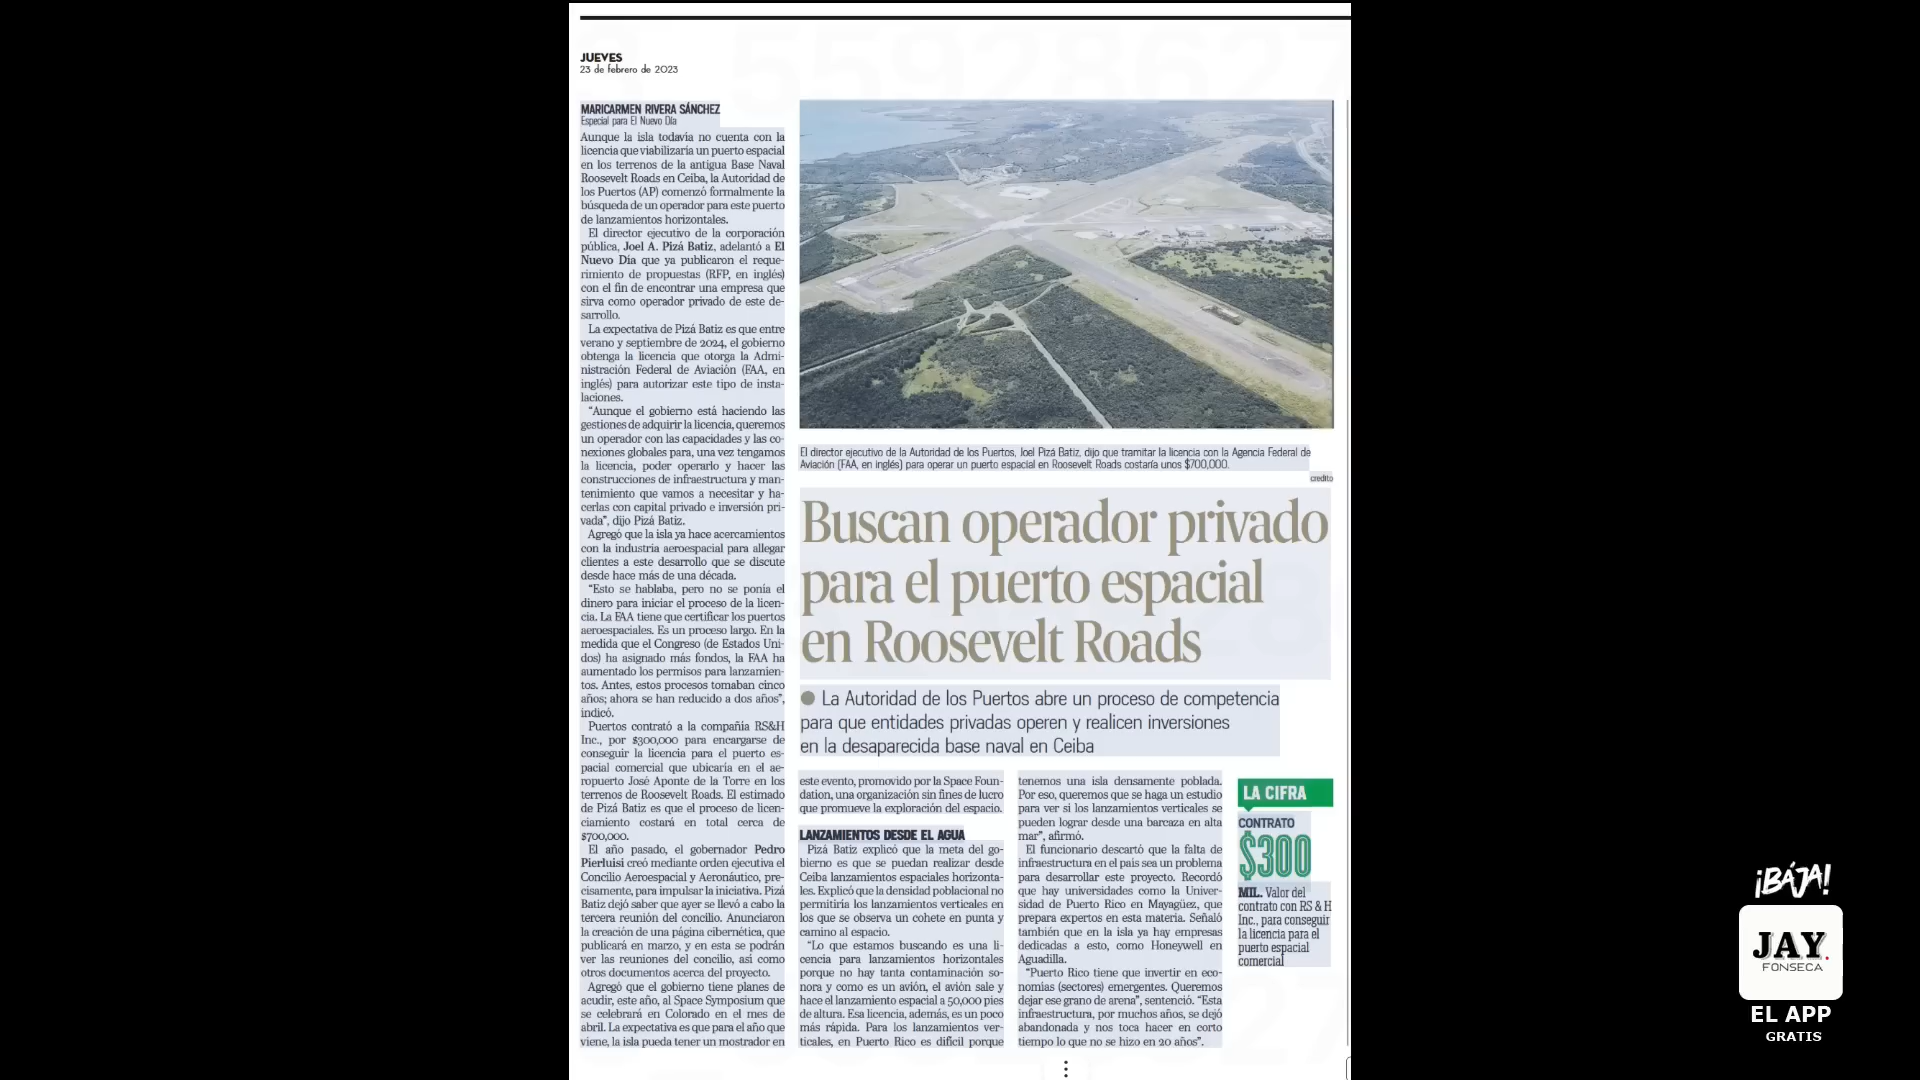 JUEVES
23 de febrero de 2023
MARICARMEN RIVERA SÁNCHEZ
Especial para El Nuevo Día
Aunque la isla todavía no cuenta con la
licencia que viabilizaría un puerto espacial
en los terrenos de la antigua Base Naval
Roosevelt Roads en Ceiba, la Autoridad de
los Puertos (AP) comenzó formalmente la
búsqueda de un operador para este puerto
de lanzamientos horizontales.
El director ejecutivo de la corporación
pública, Joel A. Pizá Batiz, adelantó a El
Nuevo Día que ya publicaron el reque-
rimiento de propuestas (RFP, en inglés)
con el fin de encontrar una empresa que
sirva como operador privado de este de-
sarrollo.
La expectativa de Pizá Batiz es que entre
verano y septiembre de 2024, el gobierno
obtenga la licencia que otorga la Admi-
nistración Federal de Aviación (FAA, en
inglés) para autorizar este tipo de insta-
laciones.
"Aunque el gobierno está haciendo las
gestiones de adquirir la licencia, queremos
un operador con las capacidades y las co-
nexiones globales para, una vez tengamos
la licencia, poder operarlo y hacer las
construcciones de infraestructura y man-
tenimiento que vamos a necesitar y ha-
cerlas con capital privado e inversión pri-
vada", dijo Pizá Batiz.
Agregó que la isla ya hace acercamientos
con la industria aeroespacial para allegar
clientes a este desarrollo que se discute
desde hace más de una década.
"Esto se hablaba, pero no se ponía el
dinero para iniciar el proceso de la licen-
cia. La FAA tiene que certificar los puertos
aeroespaciales. Es un proceso largo. En la
medida que el Congreso (de Estados Uni-
dos) ha asignado más fondos, la FAA ha
aumentado los permisos para lanzamien-
tos. Antes, estos procesos tomaban cinco
años; ahora se han reducido a dos años",
indicó.
Puertos contrató a la compañía RS&H
Inc., por $300,000 para encargarse de
conseguir la licencia para el puerto es-
pacial comercial que ubicaría en el ae-
ropuerto José Aponte de la Torre en los
terrenos de Roosevelt Roads. El estimado
de Pizá Batiz es que el proceso de licen-
ciamiento costará en total cerca de
$700,000.
El año pasado, el gobernador Pedro
Pierluisi creó mediante orden ejecutiva el
Concilio Aeroespacial y Aeronáutico, pre-
cisamente, para impulsar la iniciativa. Pizá
Batiz dejó saber que ayer se llevó a cabo la
tercera reunión del concilio. Anunciaron
la creación de una página cibernética, que
publicará en marzo, y en esta se podrán
ver las reuniones del concilio, así como
otros documentos acerca del proyecto.
Agregó que el gobierno tiene planes de
acudir, este año, al Space Symposium que
se celebrará en Colorado en el mes de
abril. La expectativa es que para el año que
viene, la isla pueda tener un mostrador en
El director ejecutivo de la Autoridad de los Puertos, Joel Pizá Batiz, dijo que tramitar la licencia con la Agencia Federal de
Aviación (FAA, en inglés) para operar un puerto espacial en Roosevelt Roads costaría unos $700,000.
credito
Buscan operador privado
para el puerto espacial
en Roosevelt Roads
● La Autoridad de los Puertos abre un proceso de competencia
para que entidades privadas operen y realicen inversiones
en la desaparecida base naval en Ceiba
este evento, promovido por la Space Foun-
dation, una organización sin fines de lucro
que promueve la exploración del espacio.
LANZAMIENTOS DESDE EL AGUA
Pizá Batiz explicó que la meta del go-
bierno es que se puedan realizar desde
Ceiba lanzamientos espaciales horizonta-
les. Explicó que la densidad poblacional no
permitiría los lanzamientos verticales en
los que se observa un cohete en punta y
camino al espacio.
"Lo que estamos buscando es una li-
cencia para lanzamientos horizontales
porque no hay tanta contaminación so-
nora y como es un avión, el avión sale y
hace el lanzamiento espacial a 50,000 pies
de altura. Esa licencia, además, es un poco
más rápida. Para los lanzamientos ver-
ticales, en Puerto Rico es difícil porque
tenemos una isla densamente poblada.
Por eso, queremos que se haga un estudio
para ver si los lanzamientos verticales se
pueden lograr desde una barcaza en alta
mar", afirmó.
El funcionario descartó que la falta de
infraestructura en el país sea un problema
para desarrollar este proyecto. Recordó
que hay universidades como la Univer-
sidad de Puerto Rico en Mayagüez, que
prepara expertos en esta materia. Señaló
también que en la isla ya hay empresas
dedicadas a esto, como Honeywell en
Aguadilla.
"Puerto Rico tiene que invertir en eco-
nomías (sectores) emergentes. Queremos
dejar ese grano de arena", sentenció. "Esta
infraestructura, por muchos años, se dejó
abandonada y nos toca hacer en corto
tiempo lo que no se hizo en 20 años".
LA CIFRA
CONTRATO
$300
MIL. Valor del
contrato con RS & H
Inc., para conseguir
la licencia para el
puerto espacial
comercial
¡BÁJA!
JAY.
FONSECA
EL APP
GRATIS